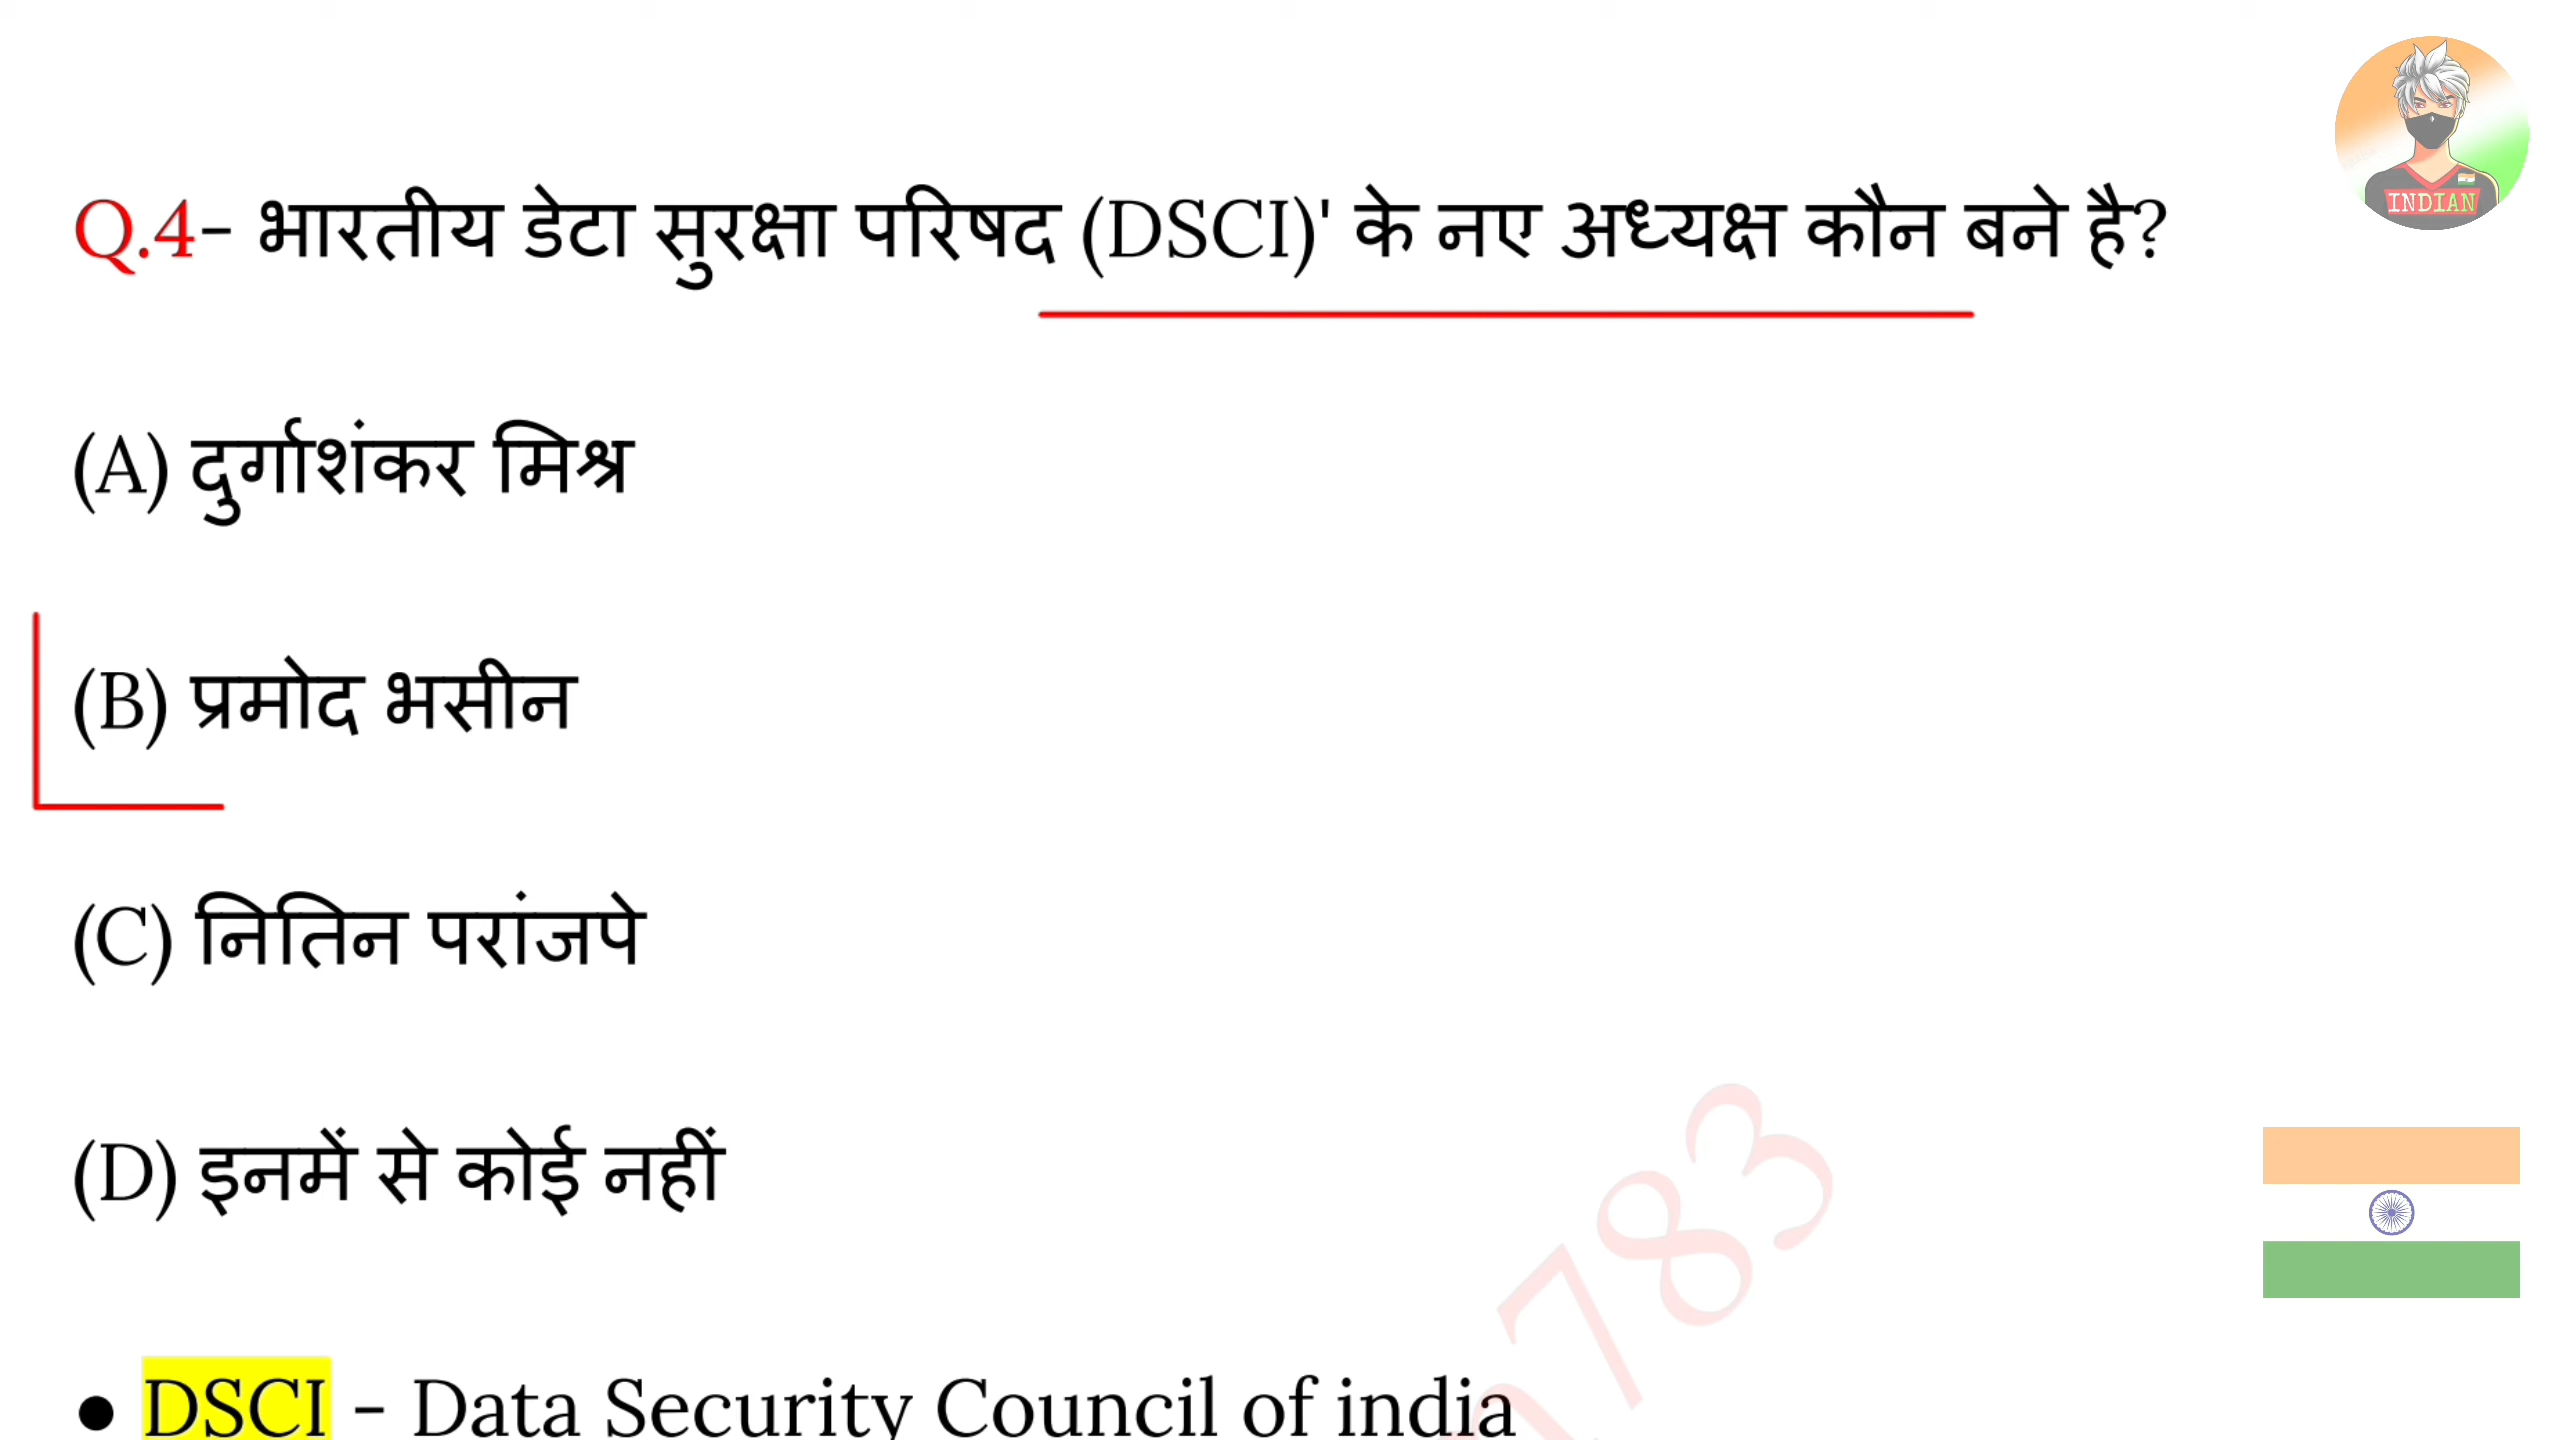 INDIAN
Q.4- भारतीय डेटा सुरक्षा परिषद (DSCI)' के नए अध्यक्ष कौन बने है?
(A) दुर्गाशंकर मिश्र
(B) प्रमोद भसीन
(C) नितिन परांजपे
(D) इनमें से कोई नहीं
783
● DSCI - Data Security Council of india